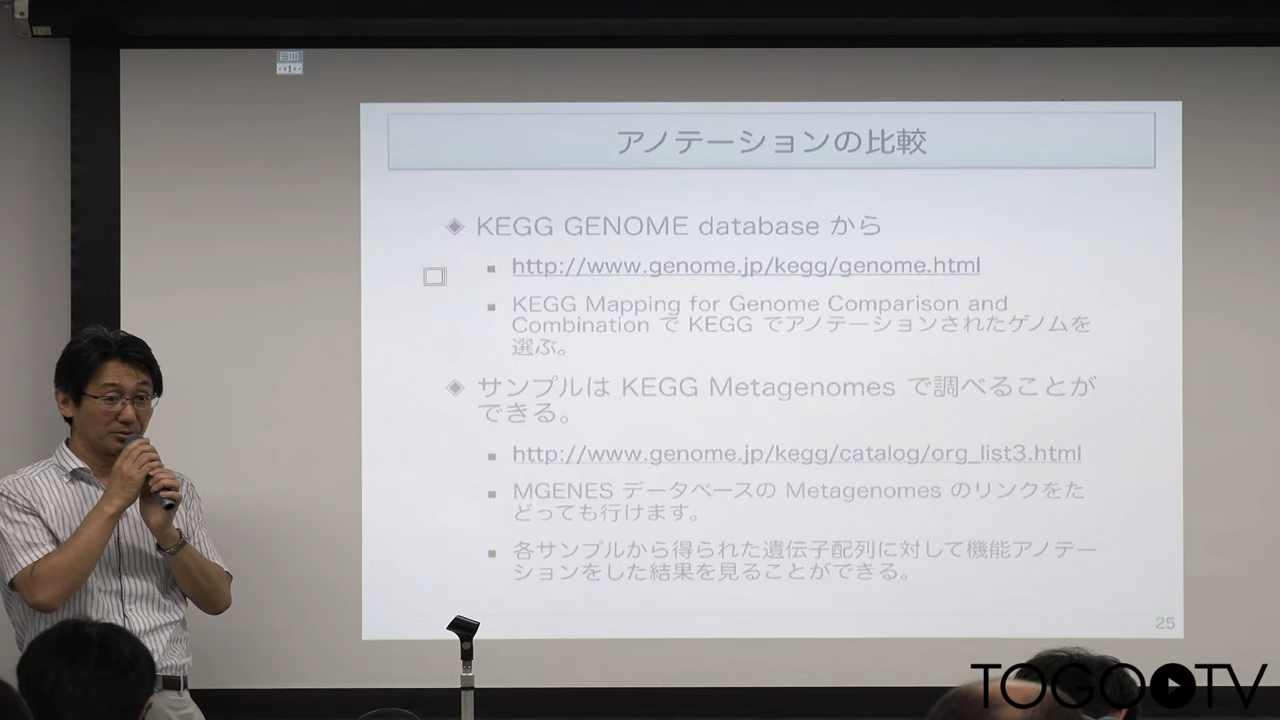 アノテーションの比較
KEGG GENOME database から
http://www.genome.jp/kegg/genome.html
KEGG Mapping for Genome Comparison and
Combination で KEGG でアノテーションされたゲノムを
選ぶ。
サンプルは KEGG Metagenomes で調べることが
できる。
http://www.genome.jp/kegg/catalog/org_list3.html
MGENES データベースの Metagenomes のリンクをた
どっても行けます。
各サンプルから得られた遺伝子配列に対して機能アノテー
ションをした結果を見ることができる。
25
TOGOTV